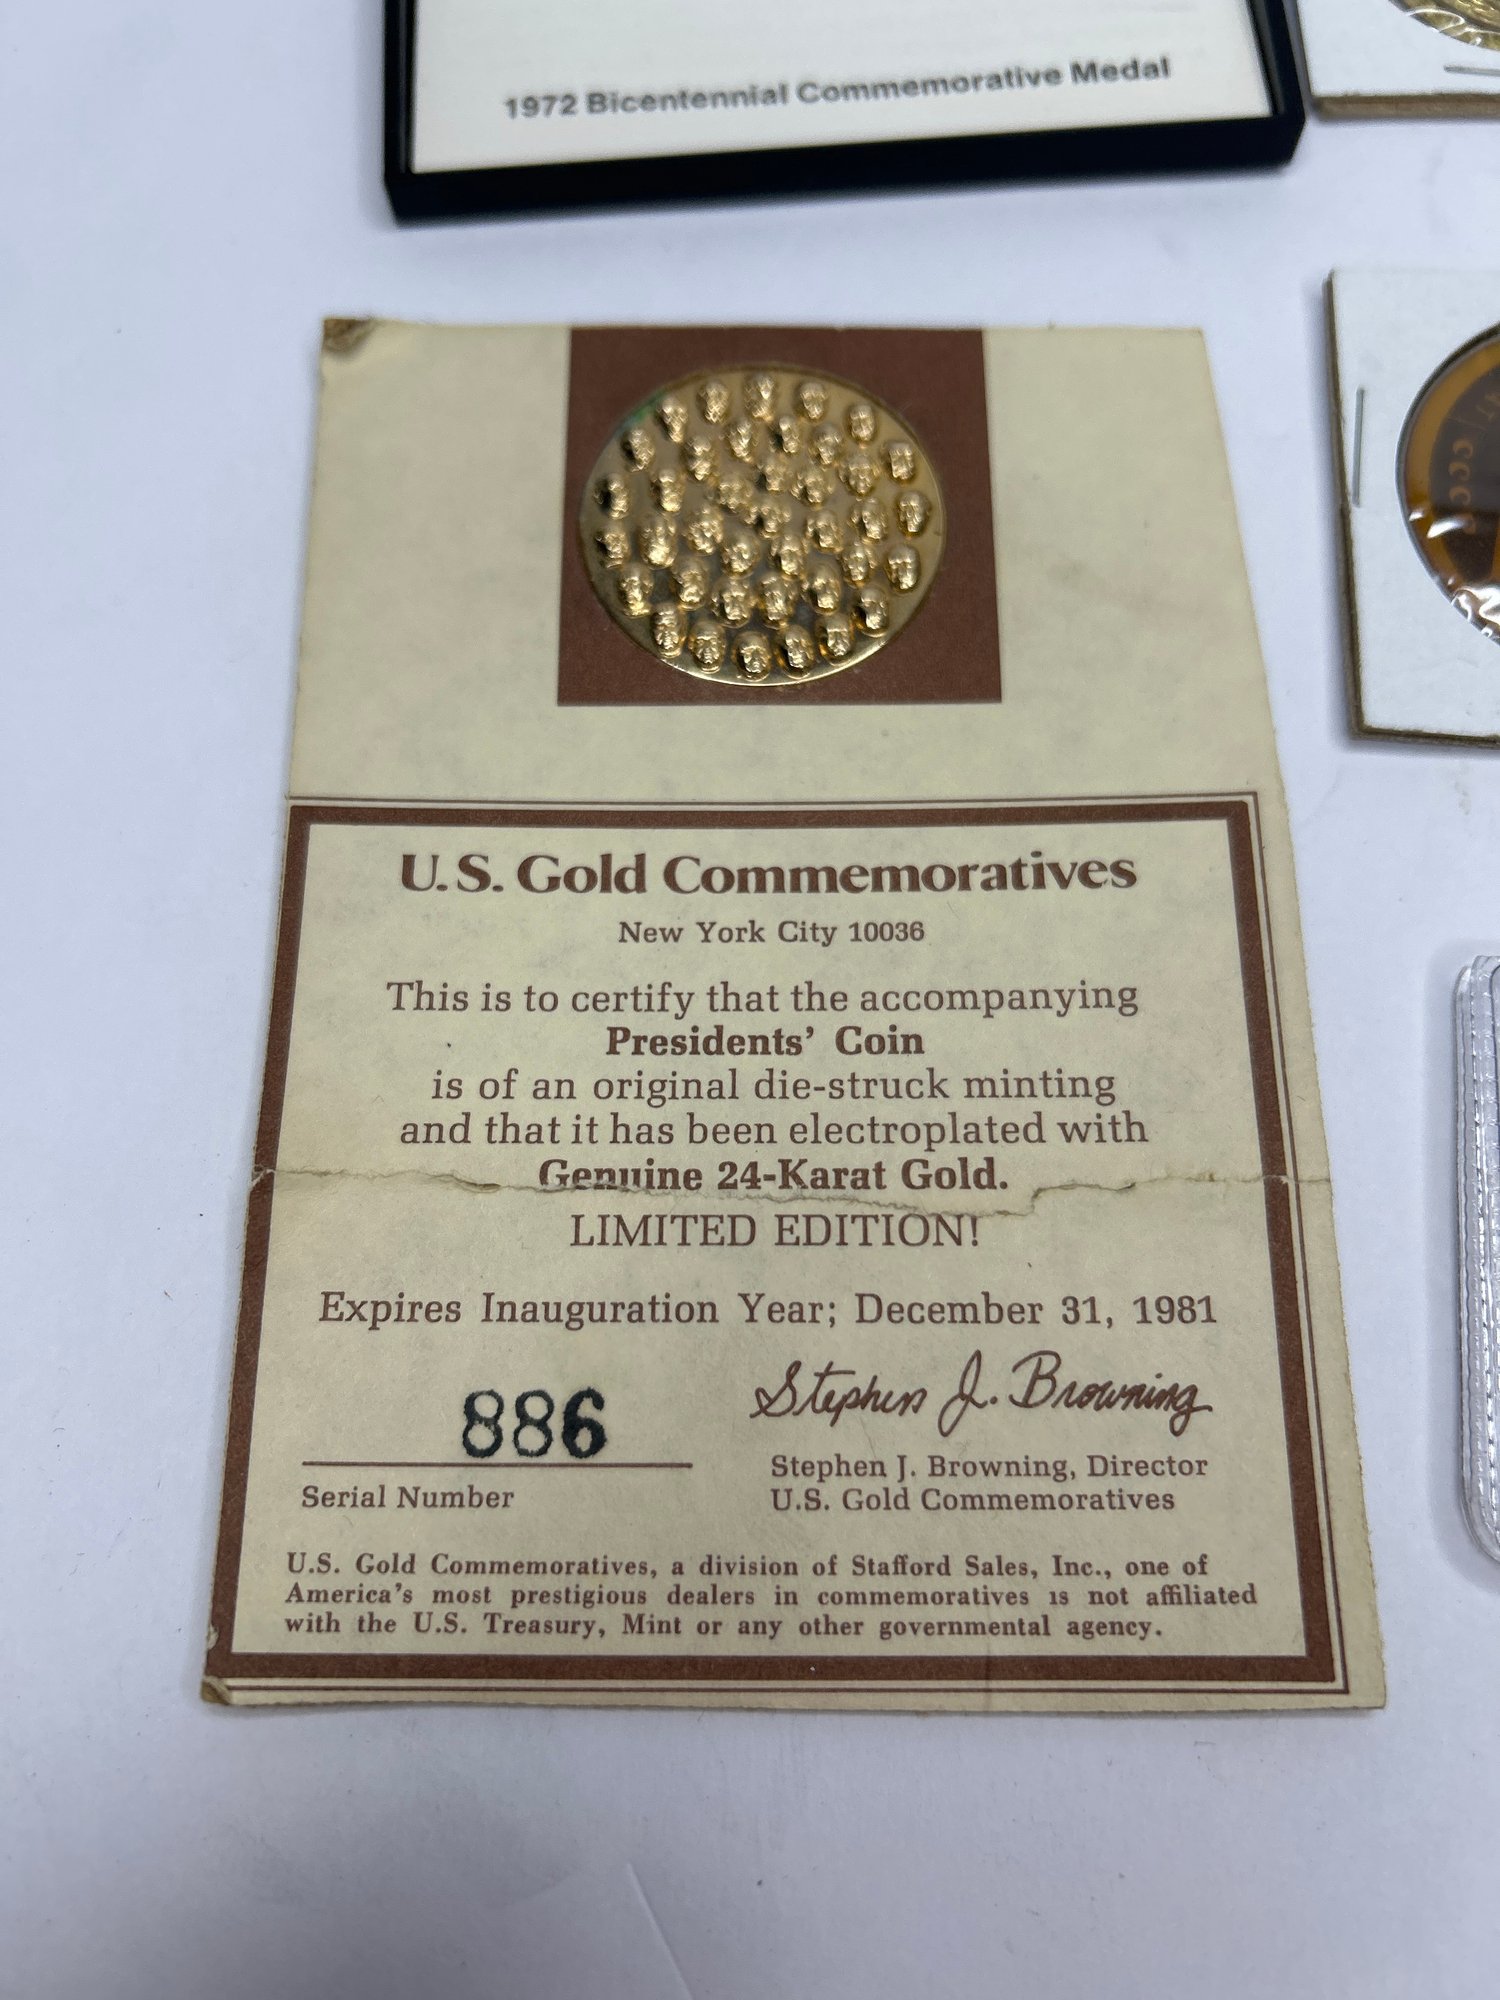 1972 Bicentennial Commemorative Medal
U.S. Gold Commemoratives
New York City 10036
This is to certify that the accompanying
Presidents' Coin
is of an original die-struck minting
and that it has been electroplated with
Genuine 24-Karat Gold.
LIMITED EDITION!
Expires Inauguration Year; December 31, 1981
886
Serial Number
Stephen J. Browning
Stephen J. Browning, Director
U.S. Gold Commemoratives
U.S. Gold Commemoratives, a division of Stafford Sales, Inc., one of
America's most prestigious dealers in commemoratives is not affiliated
with the U.S. Treasury, Mint or any other governmental agency.